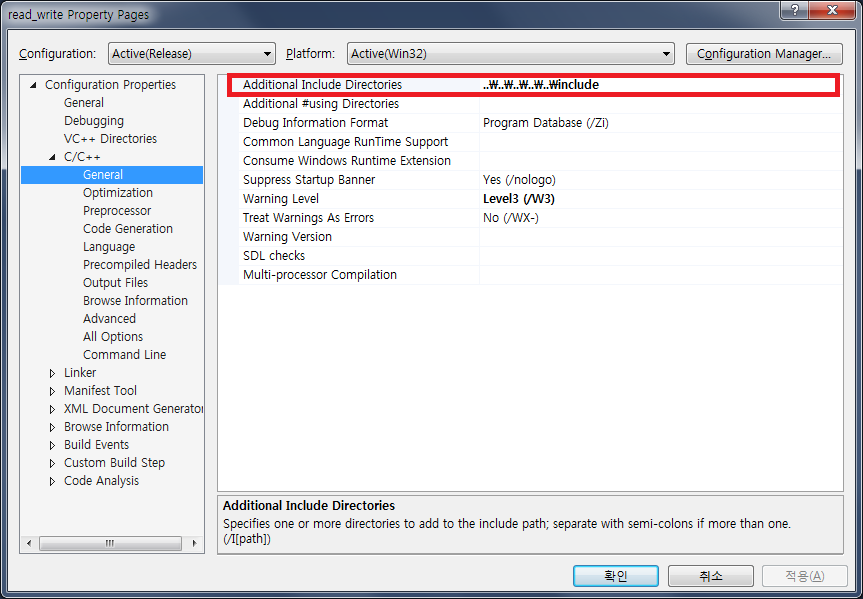 read_write Property Pages
Configuration: Active(Release) Platform: Active(Win32) Configuration Manager...
Configuration Properties
General
Debugging
VC++ Directories
C/C++
General
Optimization
Preprocessor
Code Generation
Language
Precompiled Headers
Output Files
Browse Information
Advanced
All Options
Command Line
Linker
Manifest Tool
XML Document Generator
Browse Information
Build Events
Custom Build Step
Code Analysis
Additional Include Directories ..₩..₩..₩..₩..₩include
Additional #using Directories
Debug Information Format Program Database (/Zi)
Common Language RunTime Support
Consume Windows Runtime Extension
Suppress Startup Banner Yes (/nologo)
Warning Level Level3 (/W3)
Treat Warnings As Errors No (/WX-)
Warning Version
SDL checks
Multi-processor Compilation
Additional Include Directories
Specifies one or more directories to add to the include path; separate with semi-colons if more than one.
(/I[path])
확인 취소 적용(A)